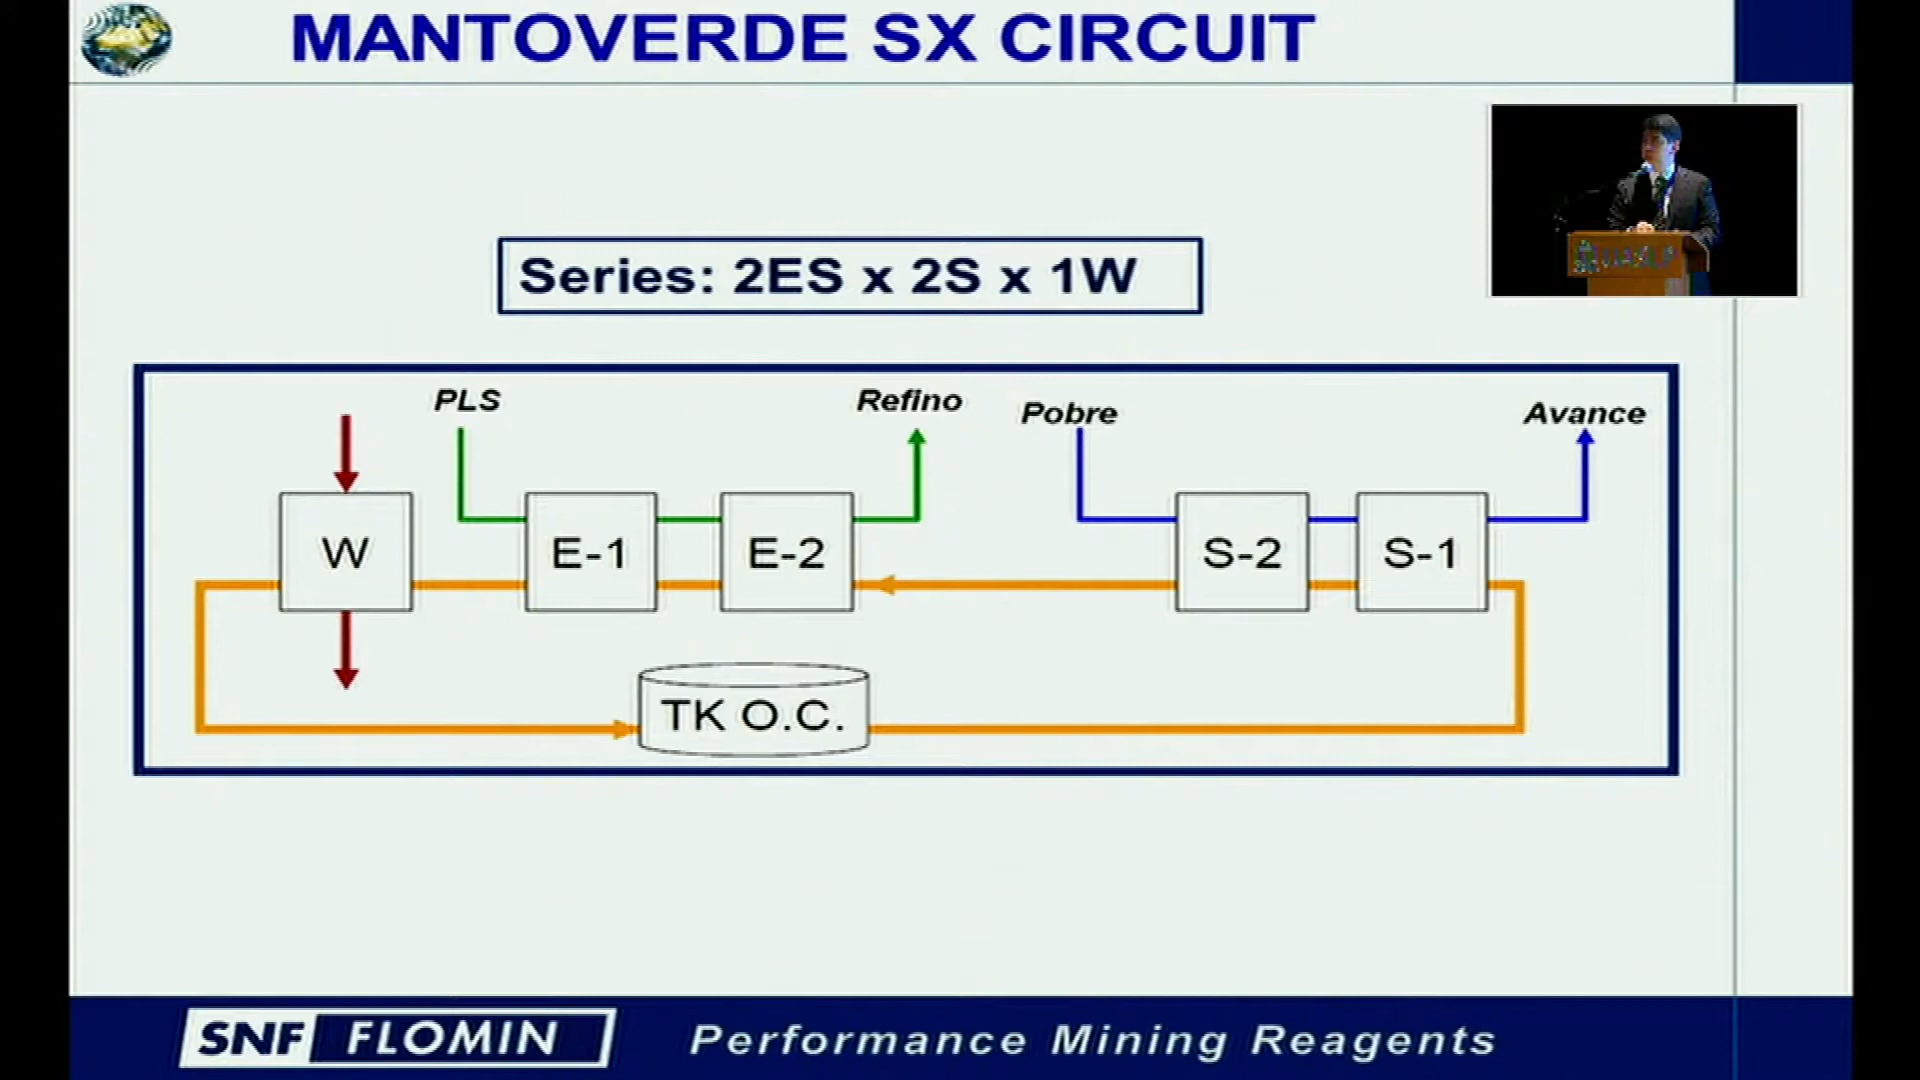 MANTOVERDE SX CIRCUIT
Series: 2ES x 2S x 1W
PLS
Refino
Pobre
Avance
W
E-1
E-2
S-2
S-1
TK O.C.
SNF FLOMIN
Performance Mining Reagents